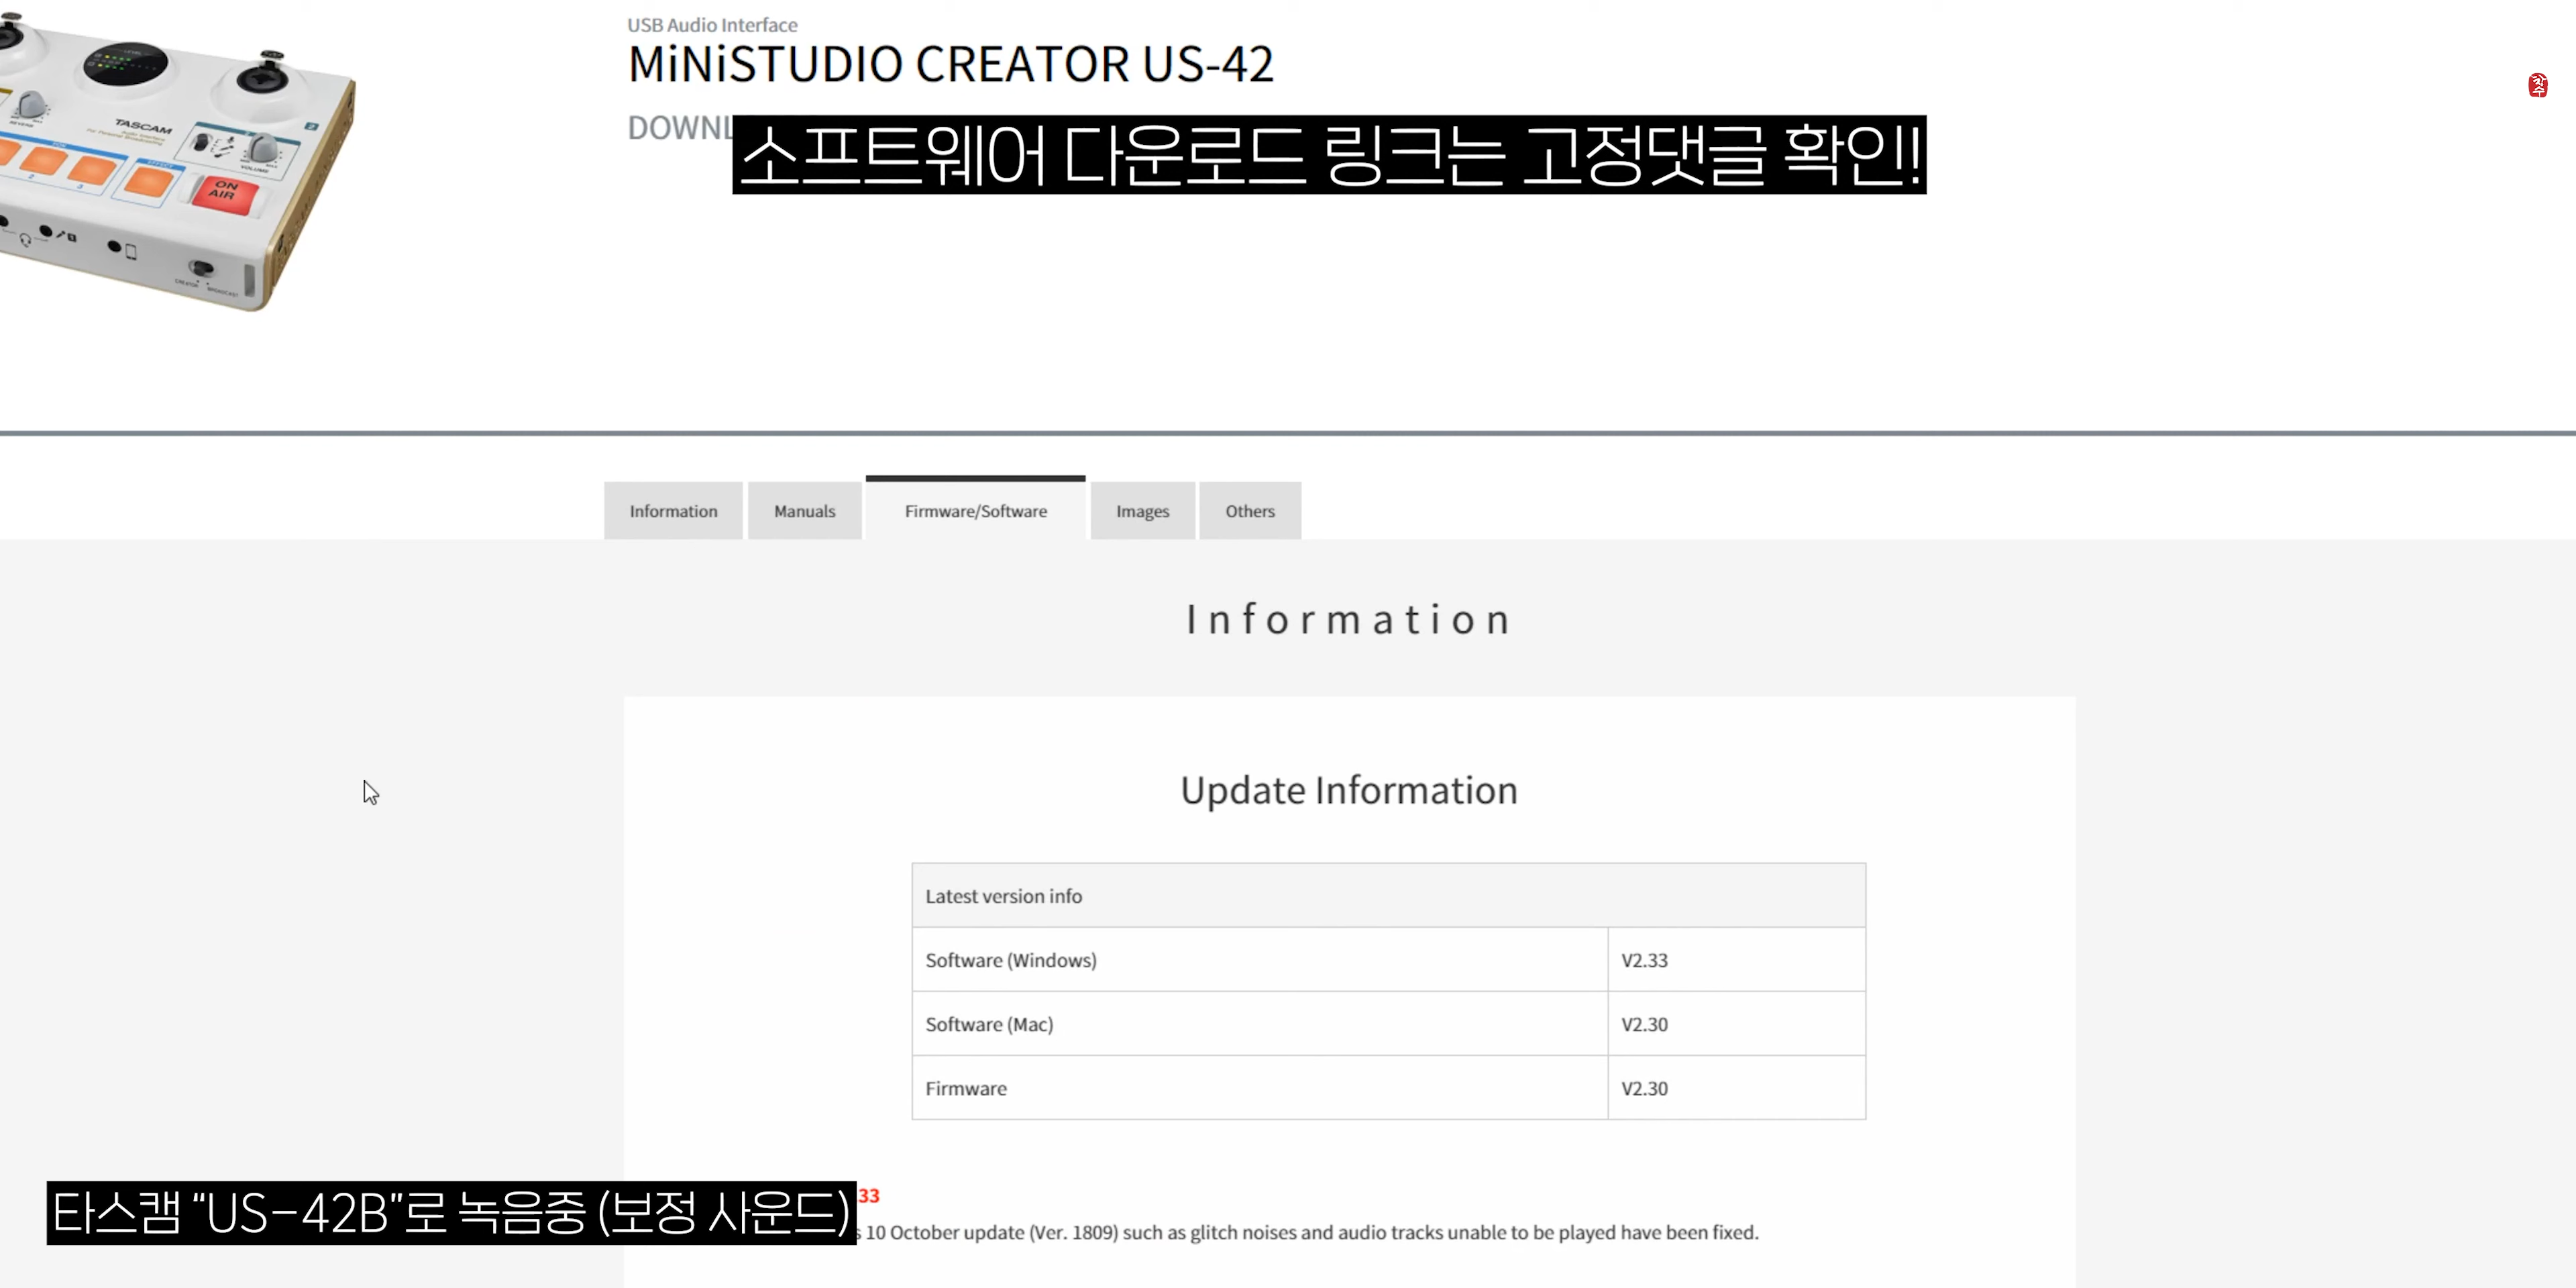 USB Audio Interface
MiNiSTUDIO CREATOR US-42
DOWNL
소프트웨어 다운로드 링크는 고정댓글 확인!
TASCAM
ON
AIR
Information
Manuals
Firmware/Software
Images
Others
Information
Update Information
Latest version info
Software (Windows) V2.33
Software (Mac) V2.30
Firmware V2.30
33
타스캠 “US-42B”로 녹음중 (보정 사운드)
s 10 October update (Ver. 1809) such as glitch noises and audio tracks unable to be played have been fixed.